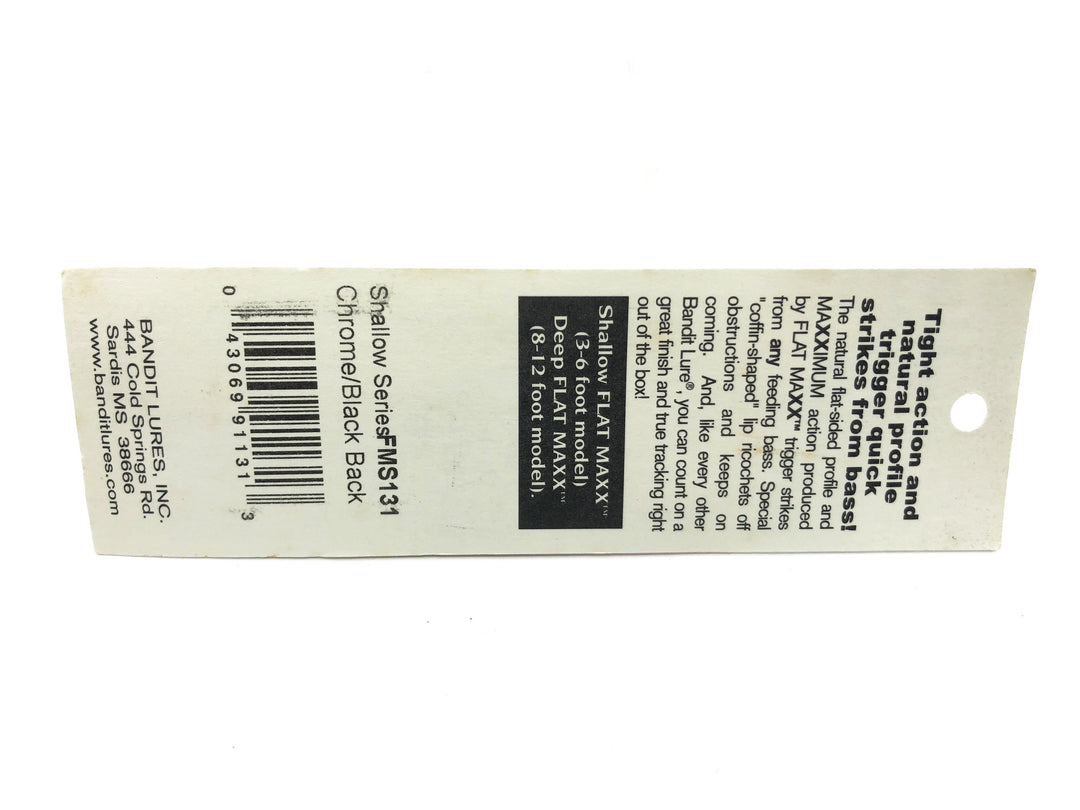 Tight action and
natural profile
trigger quick
strikes from bass!
The natural flat-sided profile and
MAXXIMUM action produced
by FLAT MAXX™ trigger strikes
from any feeding bass. Special
"coffin-shaped" lip ricochets off
obstructions and keeps on
coming. And, like every other
Bandit Lure®, you can count on a
great finish and true tracking right
out of the box!
Shallow FLAT MAXX™
(3-6 foot model)
Deep FLAT MAXX™
(8-12 foot model).
Shallow SeriesFMS131
Chrome/Black Back
0 43069 91131 3
BANDIT LURES, INC.
444 Cold Springs Rd.
Sardis MS 38666
www.banditlures.com